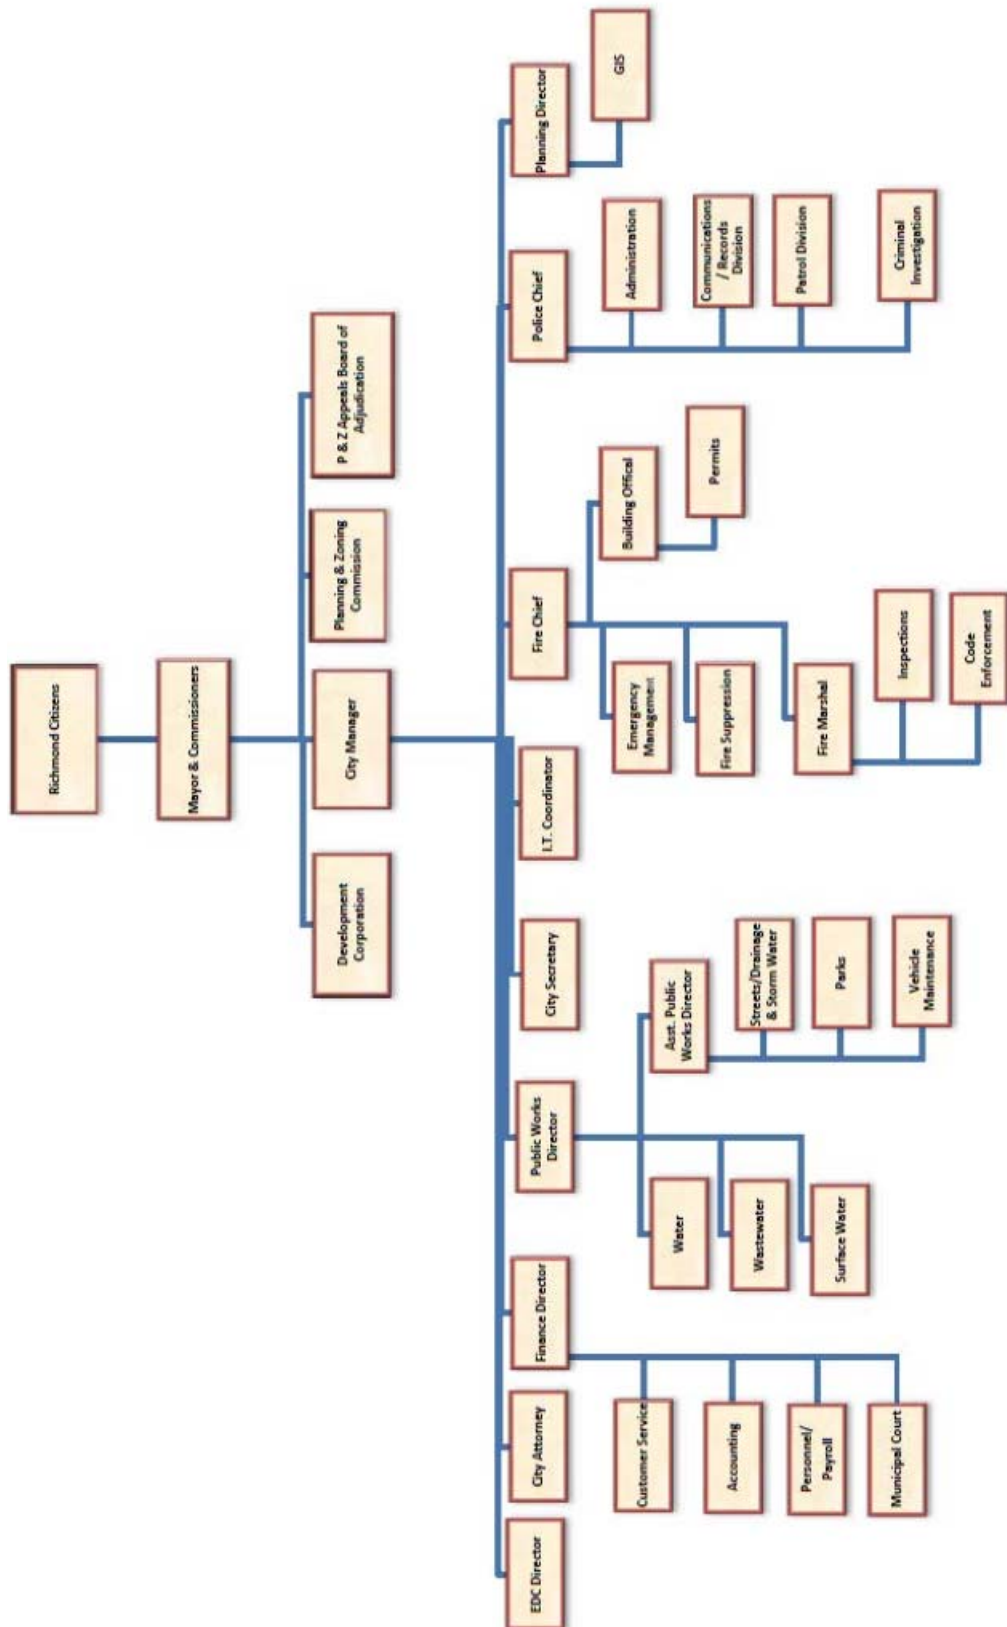 Richmond Citizens
Mayor & Commissioners
Development
Corporation
City Manager
Planning & Zoning
Commission
P & Z Appeals Board of
Adjudication
EDC Director
City Attorney
Finance Director
Public Works
Director
City Secretary
I.T. Coordinator
Fire Chief
Police Chief
Planning Director
Customer Service
Accounting
Personnel/
Payroll
Municipal Court
Water
Wastewater
Surface Water
Asst. Public
Works Director
Streets/Drainage
& Storm Water
Parks
Vehicle
Maintenance
Emergency
Management
Fire Suppression
Fire Marshal
Inspections
Code
Enforcement
Building Offical
Permits
Administration
Communications
/ Records
Division
Patrol Division
Criminal
Investigation
GIS